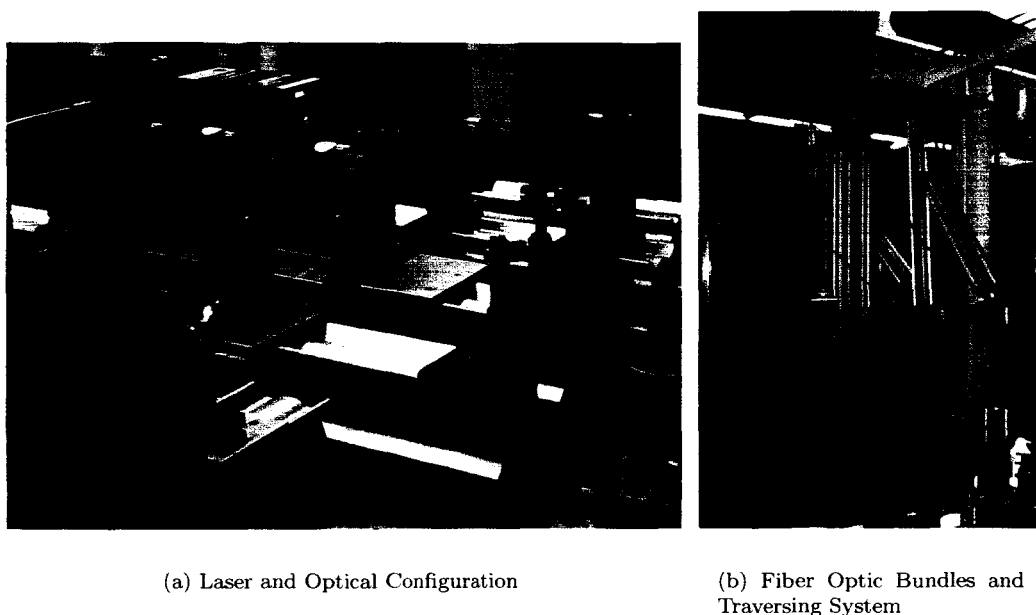 (a) Laser and Optical Configuration
(b) Fiber Optic Bundles and
Traversing System